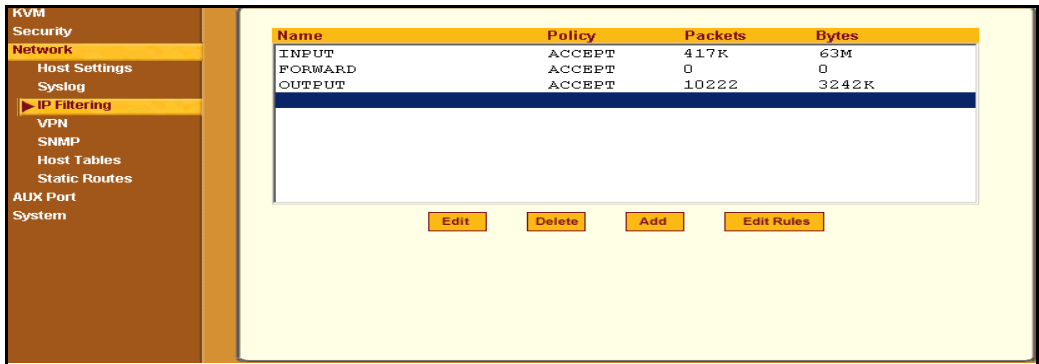 KVM
Security
Network
Host Settings
Syslog
IP Filtering
VPN
SNMP
Host Tables
Static Routes
AUX Port
System
Name Policy Packets Bytes
INPUT ACCEPT 417K 63M
FORWARD ACCEPT 0 0
OUTPUT ACCEPT 10222 3242K
Edit Delete Add Edit Rules